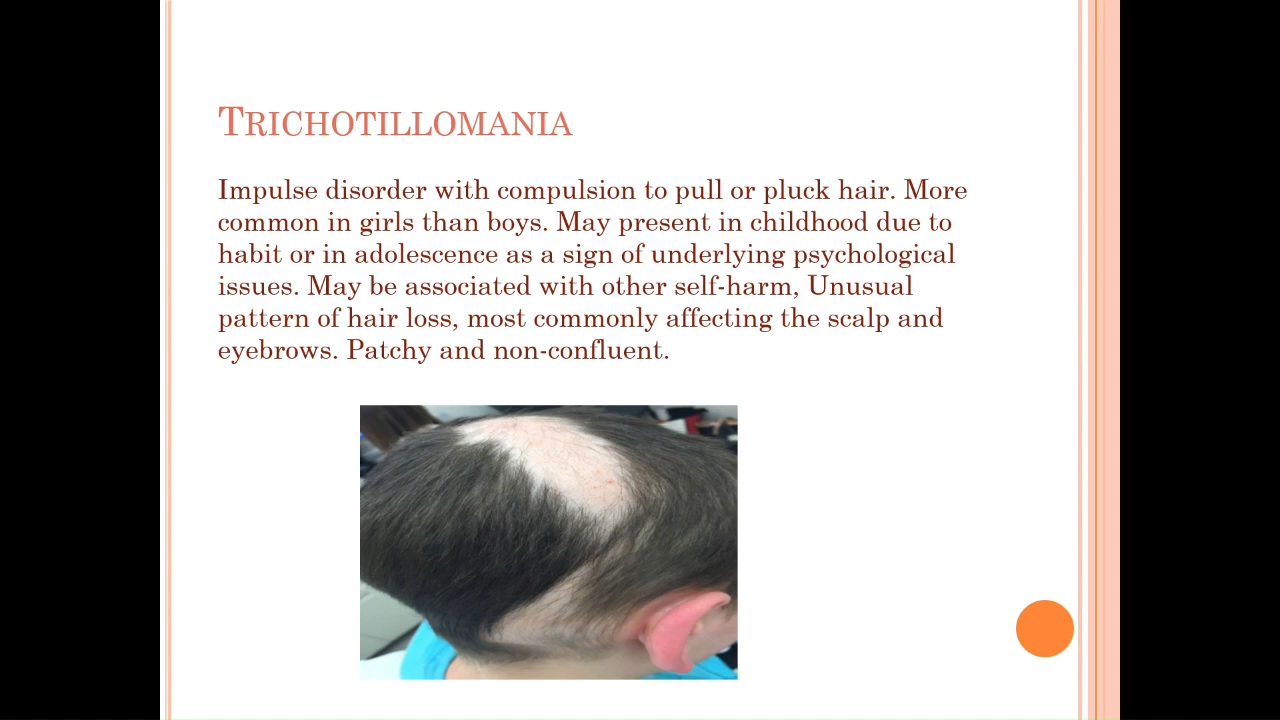 TRICHOTILLOMANIA
Impulse disorder with compulsion to pull or pluck hair. More
common in girls than boys. May present in childhood due to
habit or in adolescence as a sign of underlying psychological
issues. May be associated with other self-harm, Unusual
pattern of hair loss, most commonly affecting the scalp and
eyebrows. Patchy and non-confluent.